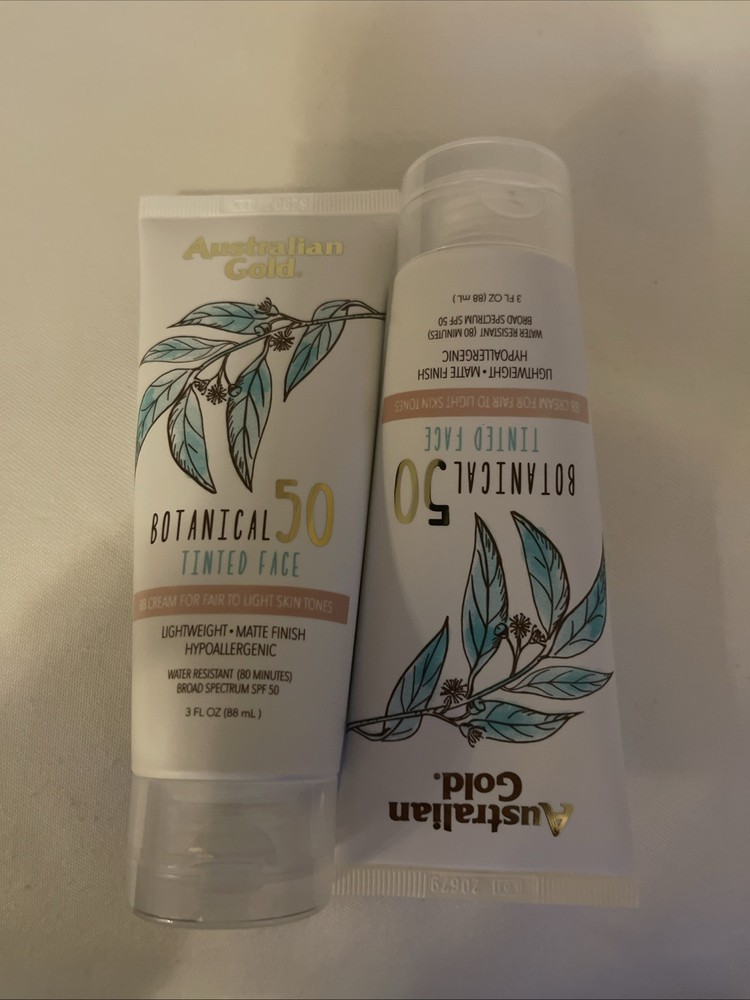 Australian
Gold®
BOTANICAL 50
TINTED FACE
BB CREAM FOR FAIR TO LIGHT SKIN TONES
LIGHTWEIGHT • MATTE FINISH
HYPOALLERGENIC
WATER RESISTANT (80 MINUTES)
BROAD SPECTRUM SPF 50
3 FL OZ (88 mL)
Australian
Gold®
BOTANICAL 50
TINTED FACE
BB CREAM FOR FAIR TO LIGHT SKIN TONES
LIGHTWEIGHT • MATTE FINISH
HYPOALLERGENIC
WATER RESISTANT (80 MINUTES)
BROAD SPECTRUM SPF 50
3 FL OZ (88 mL)